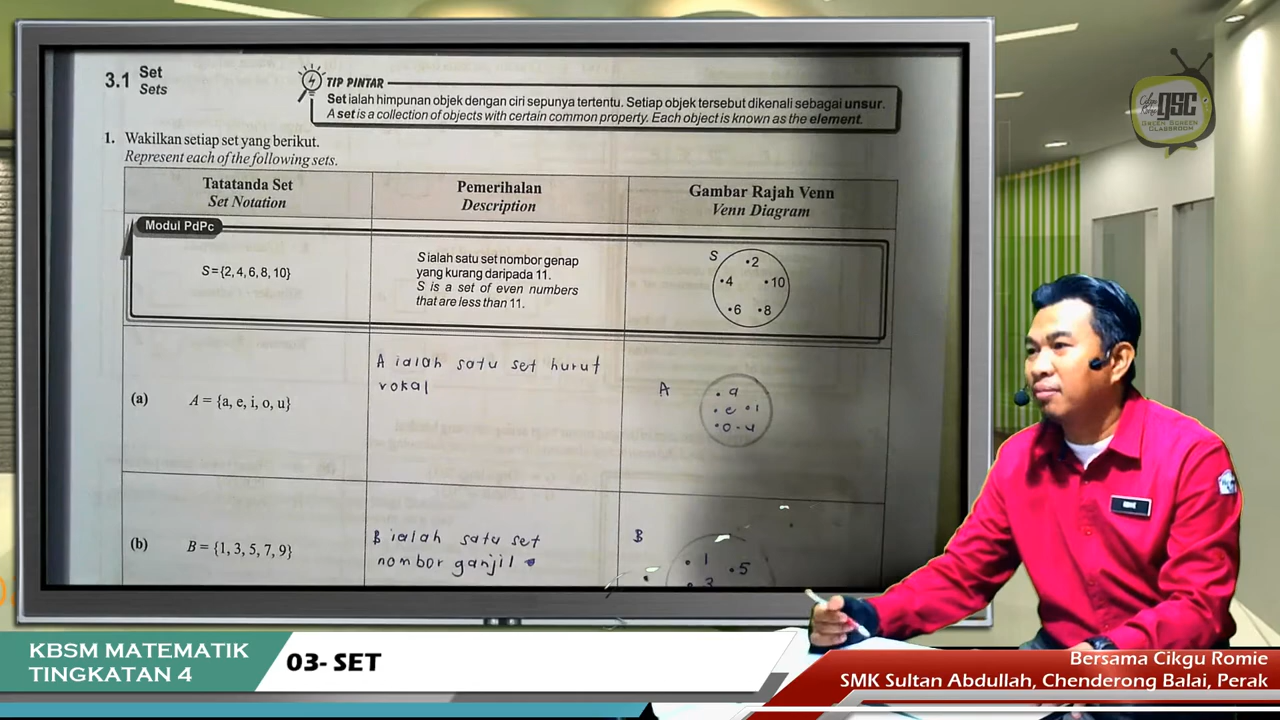 3.1 Set
Sets
TIP PINTAR
Set ialah himpunan objek dengan ciri sepunya tertentu. Setiap objek tersebut dikenali sebagai unsur.
A set is a collection of objects with certain common property. Each object is known as the element.
1. Wakilkan setiap set yang berikut.
Represent each of the following sets.
Tatatanda Set
Set Notation
Pemerihalan
Description
Gambar Rajah Venn
Venn Diagram
Modul PdPc
S = {2, 4, 6, 8, 10}
S ialah satu set nombor genap
yang kurang daripada 11.
S is a set of even numbers
that are less than 11.
S
•2
•4 •10
•6 •8
(a) A = {a, e, i, o, u}
A ialah satu set huruf
vokal
A
• a
• e • i
• o • u
(b) B = {1, 3, 5, 7, 9}
B ialah satu set
nombor ganjil
B
• 1 • 5
• 3
GSC
GREEN SCREEN
CLASSROOM
KBSM MATEMATIK
TINGKATAN 4
03- SET
Bersama Cikgu Romie
SMK Sultan Abdullah, Chenderong Balai, Perak